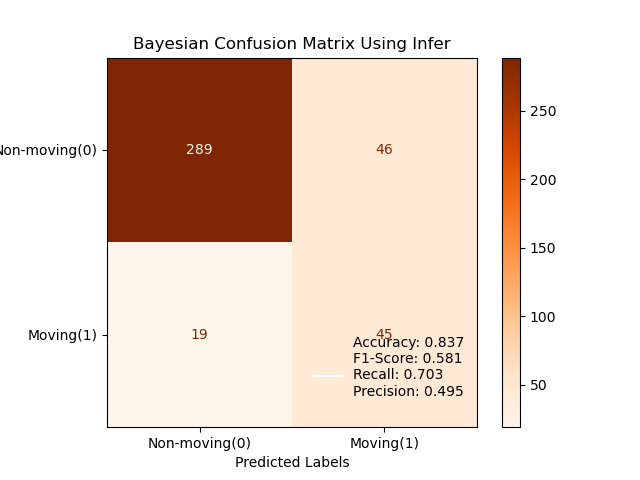 Bayesian Confusion Matrix Using Infer
Non-moving(0)
289
46
250
200
150
100
50
Moving(1)
19
45
Accuracy: 0.837
F1-Score: 0.581
Recall: 0.703
Precision: 0.495
Non-moving(0)
Moving(1)
Predicted Labels